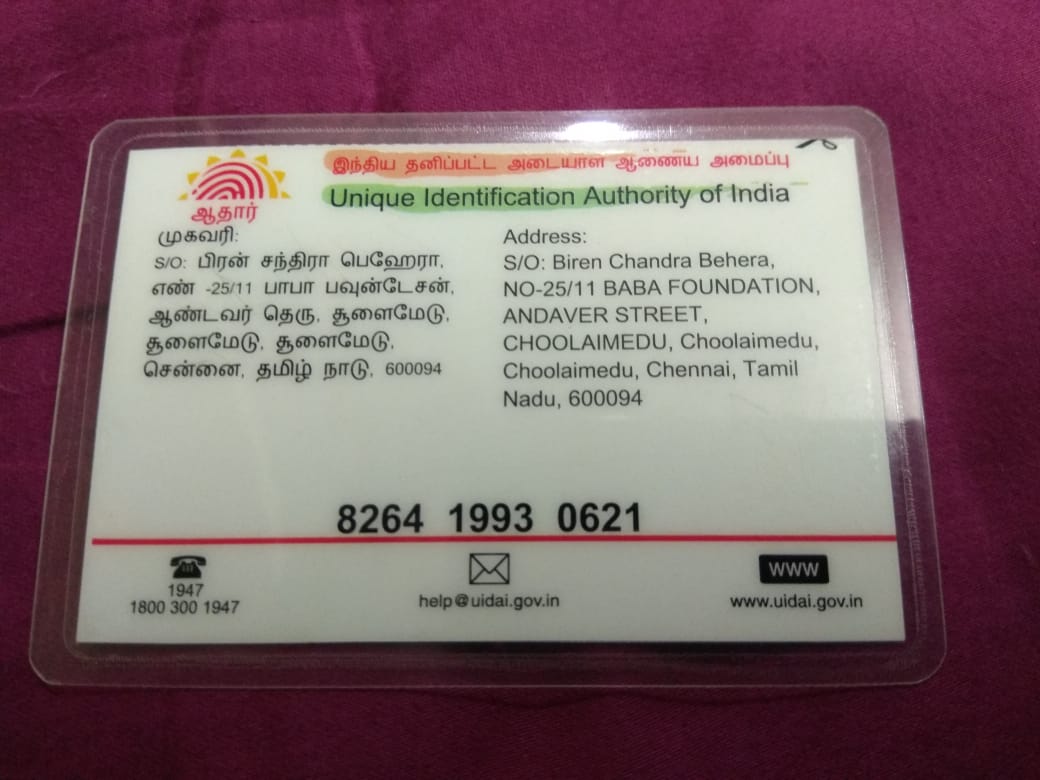 இந்திய தனிப்பட்ட அடையாள ஆணைய அமைப்பு
Unique Identification Authority of India
ஆதார்
முகவரி:
S/O: பிரன் சந்திரா பெஹேரா,
எண் -25/11 பாபா பவுன்டேசன்,
ஆண்டவர் தெரு, சூளைமேடு,
சூளைமேடு, சூளைமேடு,
சென்னை, தமிழ் நாடு, 600094
Address:
S/O: Biren Chandra Behera,
NO-25/11 BABA FOUNDATION,
ANDAVER STREET,
CHOOLAIMEDU, Choolaimedu,
Choolaimedu, Chennai, Tamil
Nadu, 600094
8264 1993 0621
1947
1800 300 1947
help@uidai.gov.in
www
www.uidai.gov.in